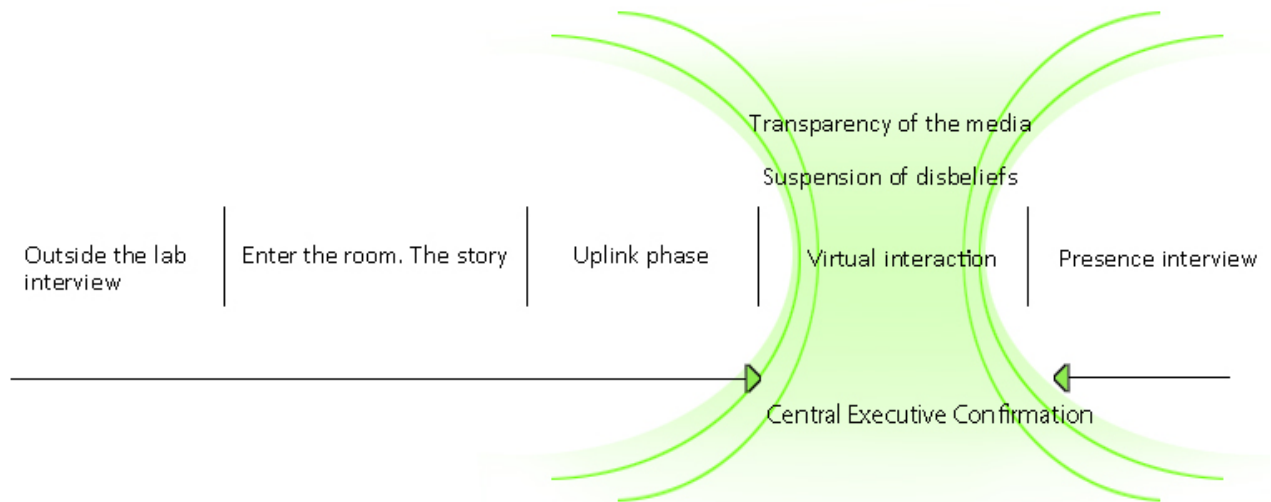 Transparency of the media
Suspension of disbeliefs
Outside the lab
interview
Enter the room. The story
Uplink phase
Virtual interaction
Presence interview
Central Executive Confirmation